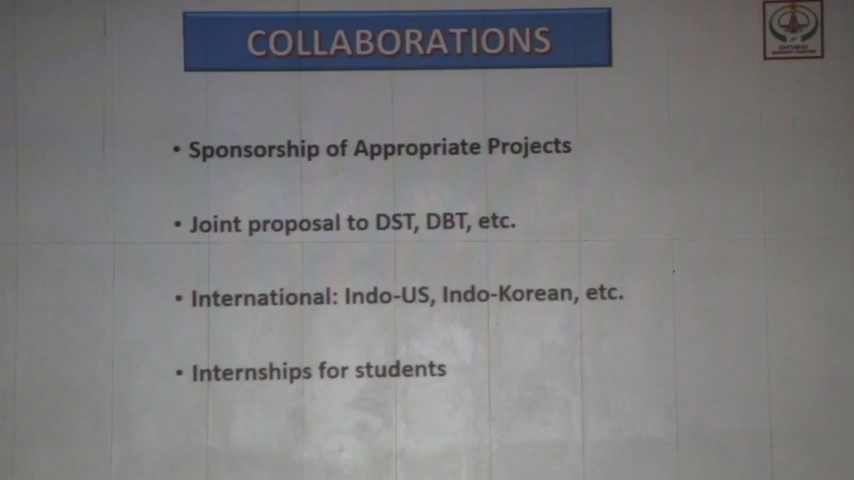 COLLABORATIONS
• Sponsorship of Appropriate Projects
• Joint proposal to DST, DBT, etc.
• International: Indo-US, Indo-Korean, etc.
• Internships for students